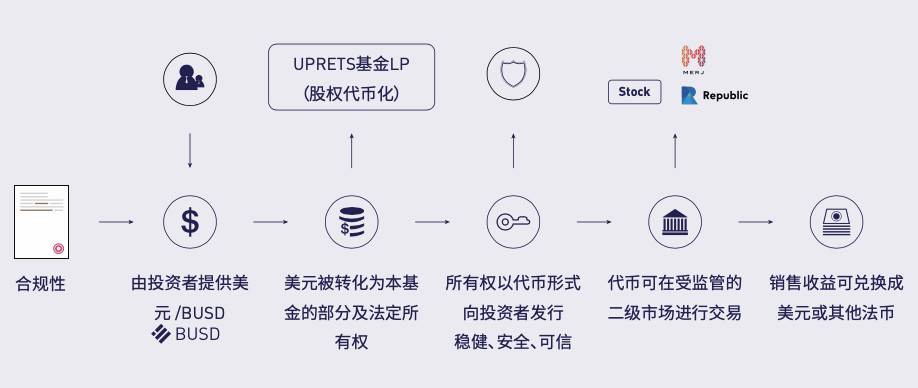 UPRETS基金LP
（股权代币化）
MERJ
Stock
Republic
$
$
合规性
由投资者提供美
元 /BUSD
BUSD
美元被转化为本基
金的部分及法定所
有权
所有权以代币形式
向投资者发行
稳健、安全、可信
代币可在受监管的
二级市场进行交易
销售收益可兑换成
美元或其他法币